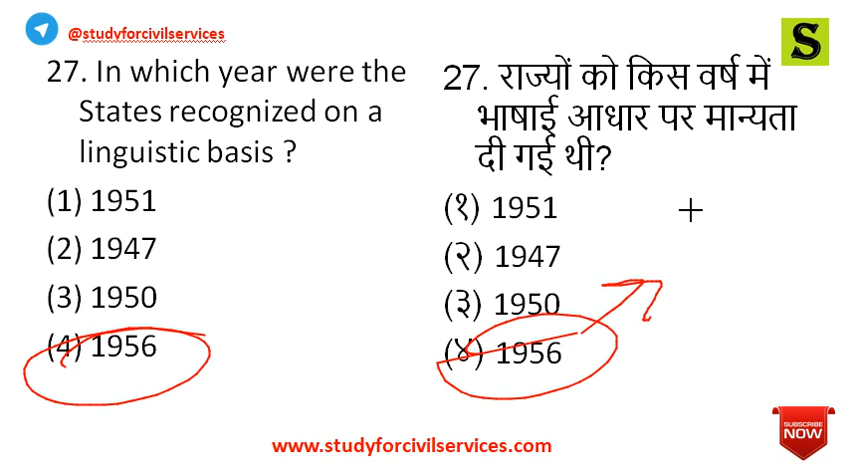 @studyforcivilservices
S
27. In which year were the
States recognized on a
linguistic basis ?
(1) 1951
(2) 1947
(3) 1950
(4) 1956
27. राज्यों को किस वर्ष में
भाषाई आधार पर मान्यता
दी गई थी?
(१) 1951
(२) 1947
(३) 1950
(४) 1956
www.studyforcivilservices.com
SUBSCRIBE
NOW